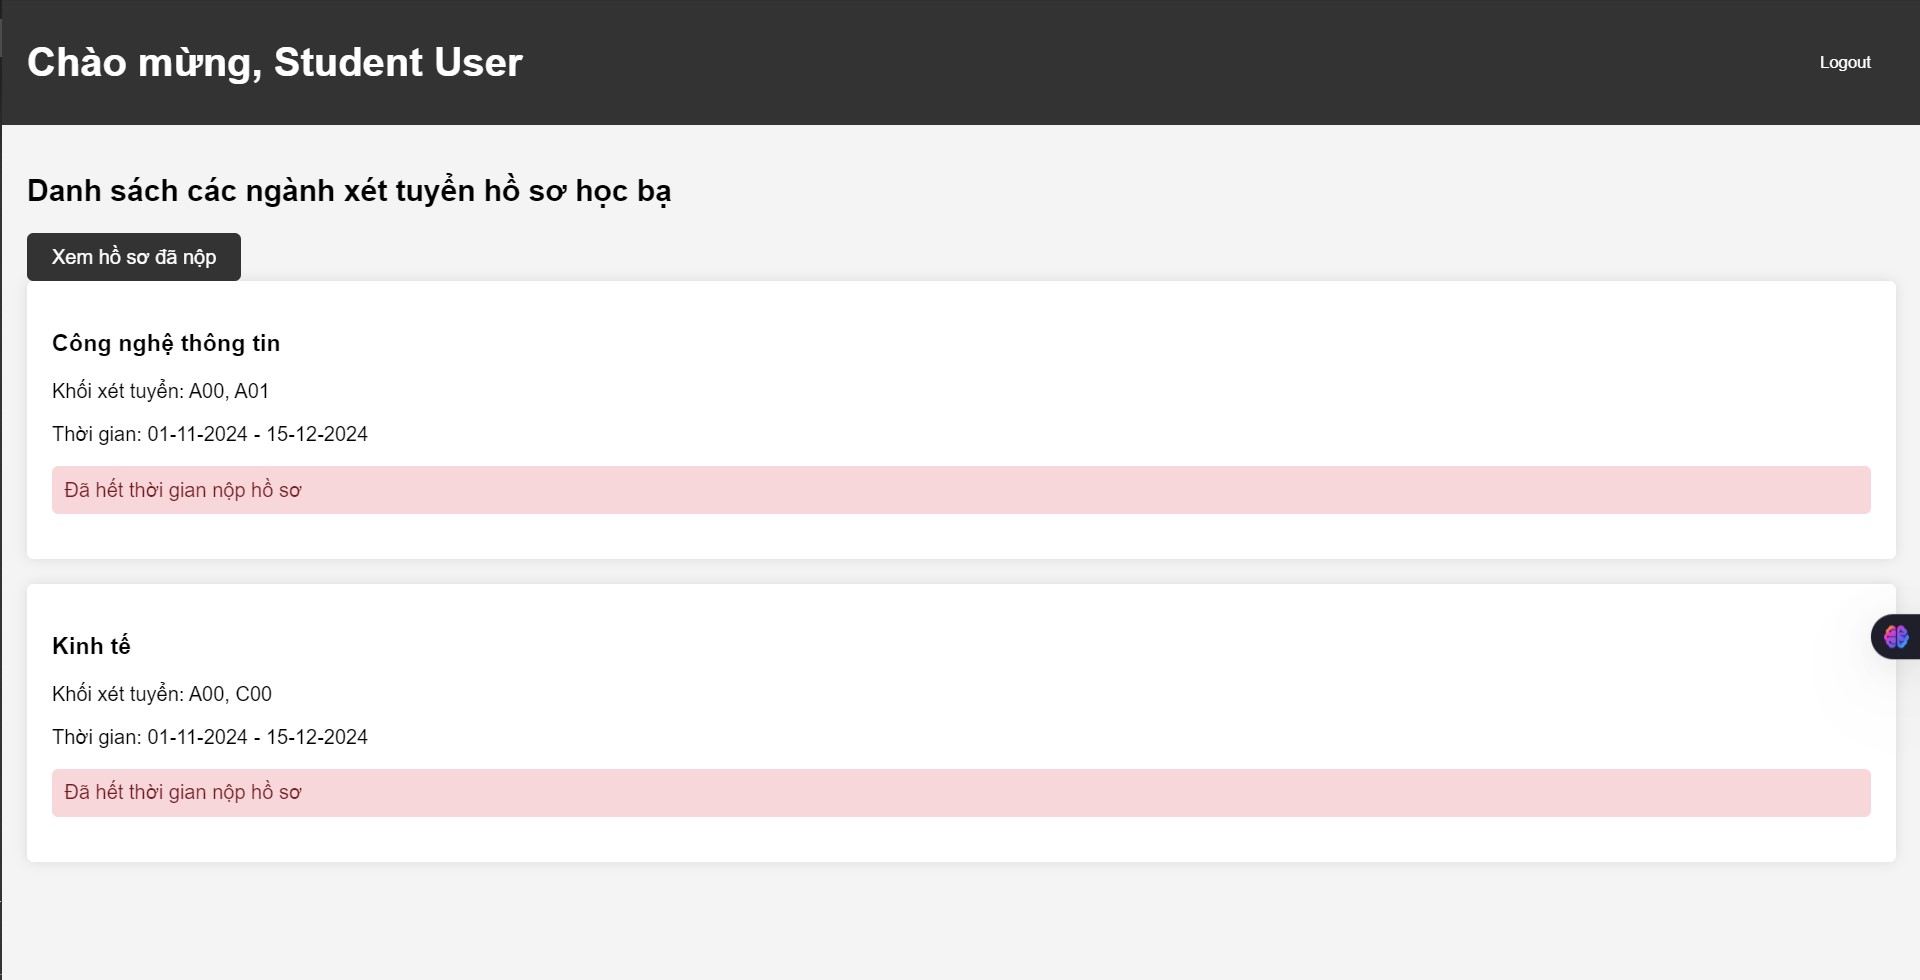 Chào mừng, Student User
Logout
Danh sách các ngành xét tuyển hồ sơ học bạ
Xem hồ sơ đã nộp
Công nghệ thông tin
Khối xét tuyển: A00, A01
Thời gian: 01-11-2024 - 15-12-2024
Đã hết thời gian nộp hồ sơ
Kinh tế
Khối xét tuyển: A00, C00
Thời gian: 01-11-2024 - 15-12-2024
Đã hết thời gian nộp hồ sơ